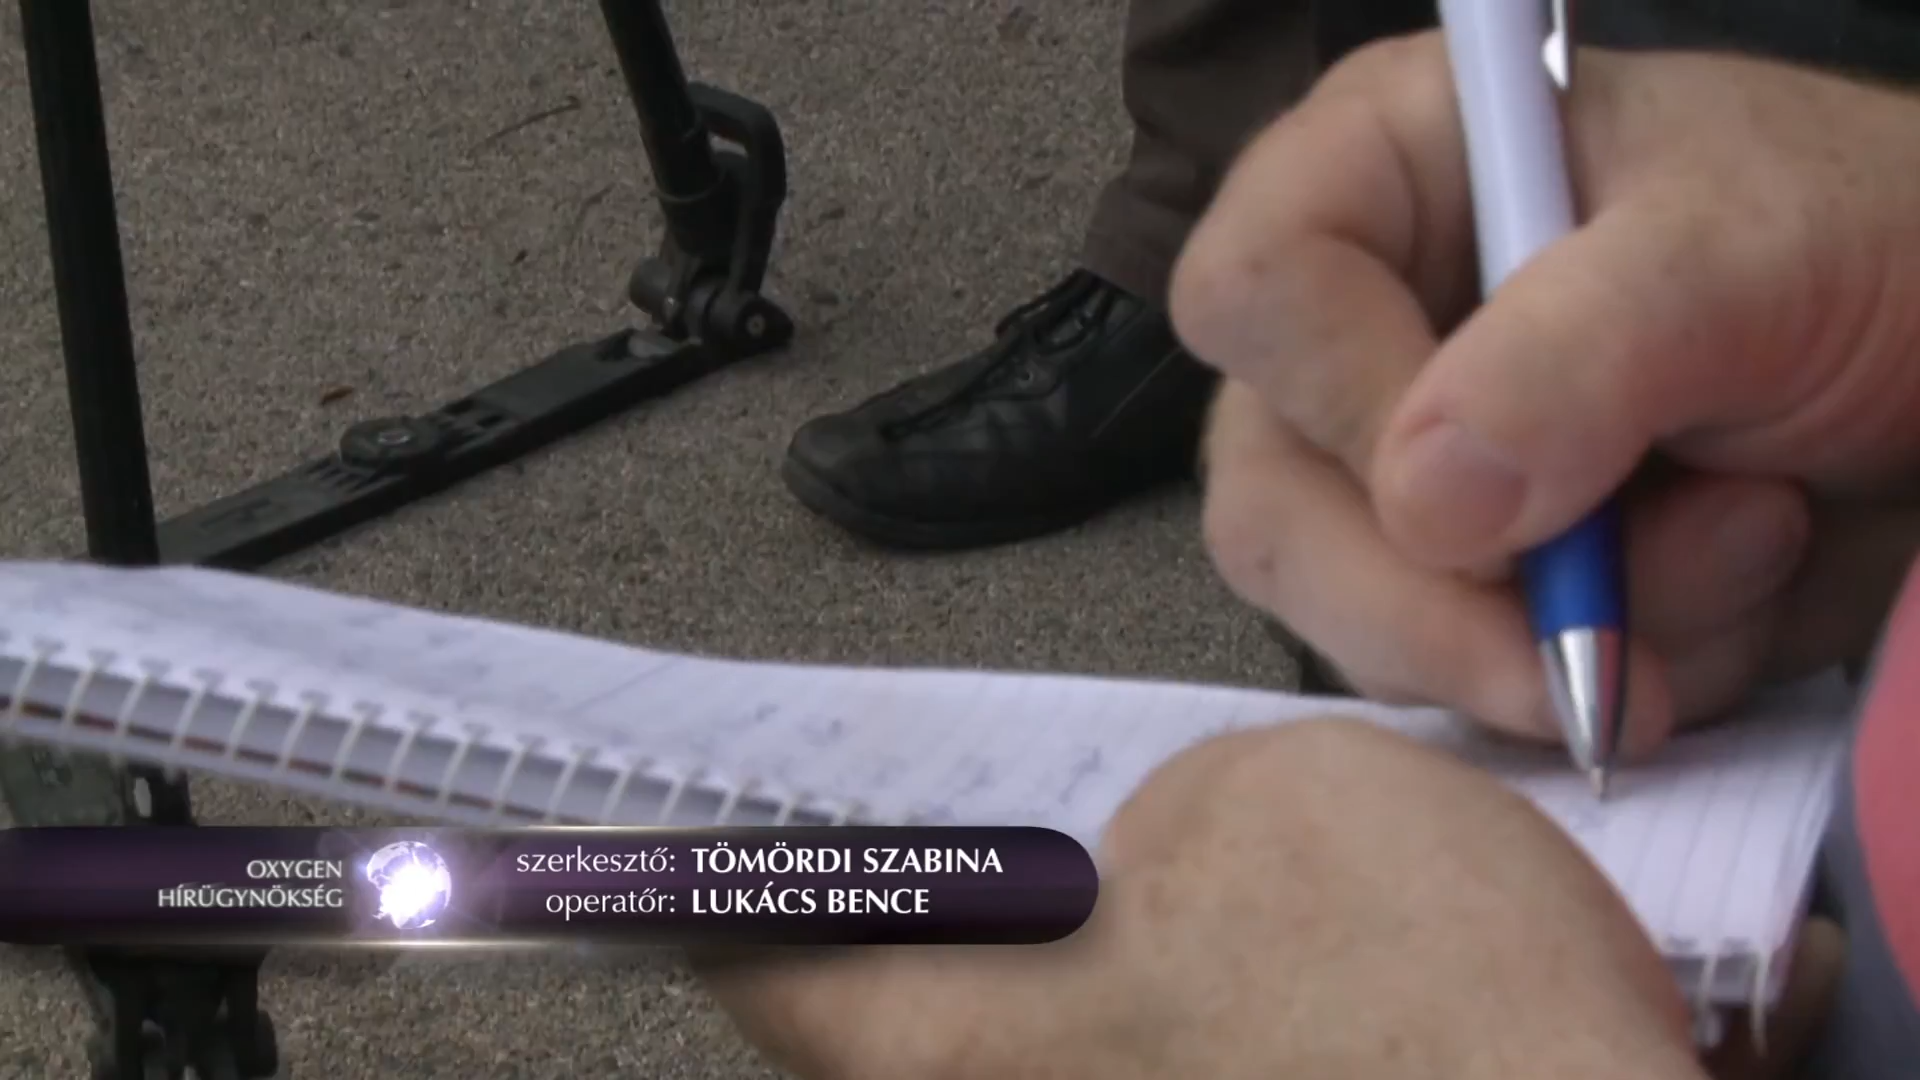 OXYGEN
HÍRÜGYNÖKSÉG
szerkesztő: TÖMÖRDI SZABINA
operatőr: LUKÁCS BENCE